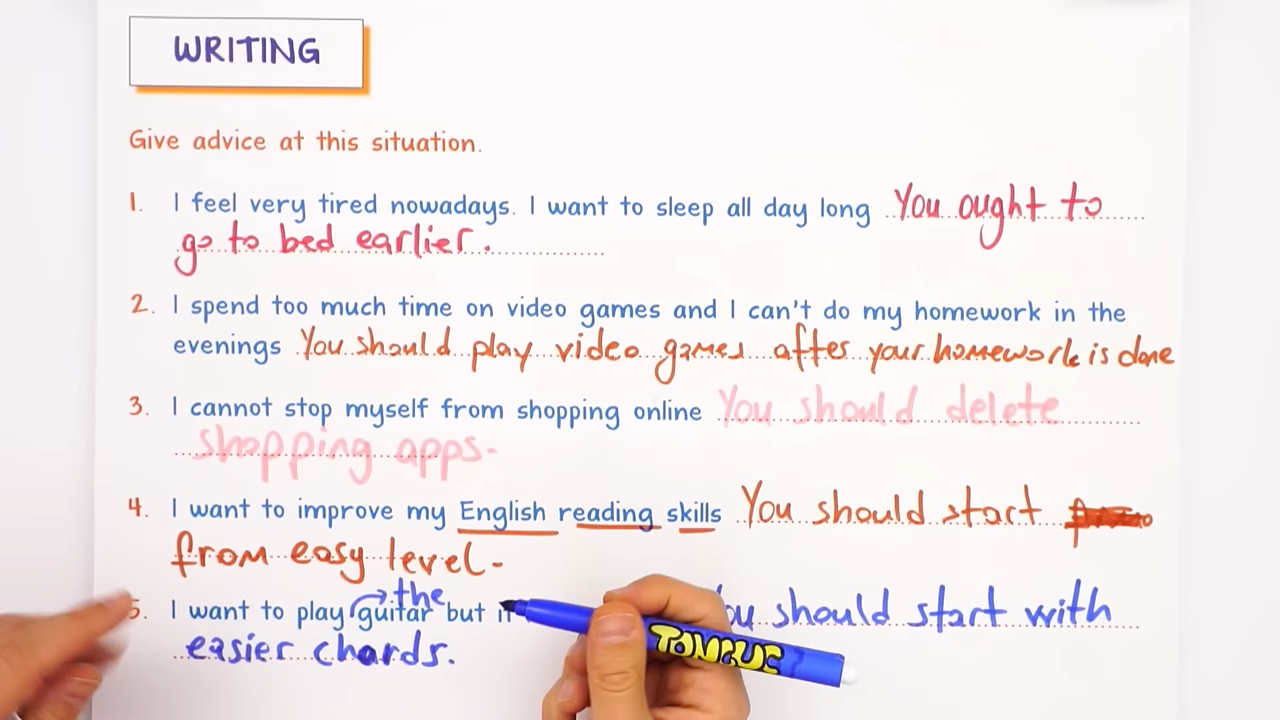 WRITING
Give advice at this situation.
1. I feel very tired nowadays. I want to sleep all day long You ought to
go to bed earlier.
2. I spend too much time on video games and I can't do my homework in the
evenings You should play video games after your homework is done
3. I cannot stop myself from shopping online You should delete
shopping apps.
4. I want to improve my English reading skills You should start
from easy level.
the
5. I want to play guitar but it You should start with
easier chords.
TONGUE